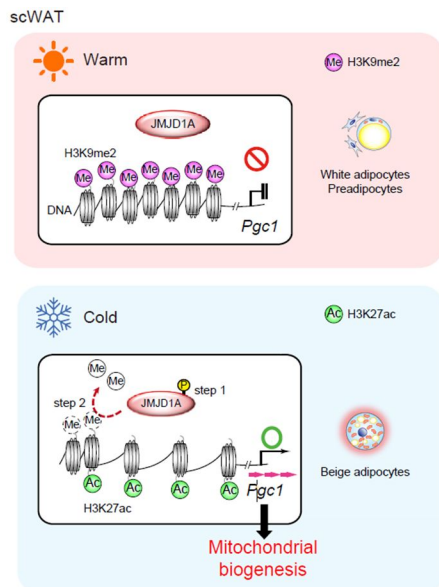 scWAT
Warm
Me H3K9me2
JMJD1A
H3K9me2
Me Me Me Me Me Me Me
DNA
Pgc1
White adipocytes
Preadipocytes
Cold
Ac H3K27ac
Me
Me
P
step 1
step 2
JMJD1A
Me Me
Ac Ac Ac Ac
H3K27ac
Pgc1
Beige adipocytes
Mitochondrial
biogenesis